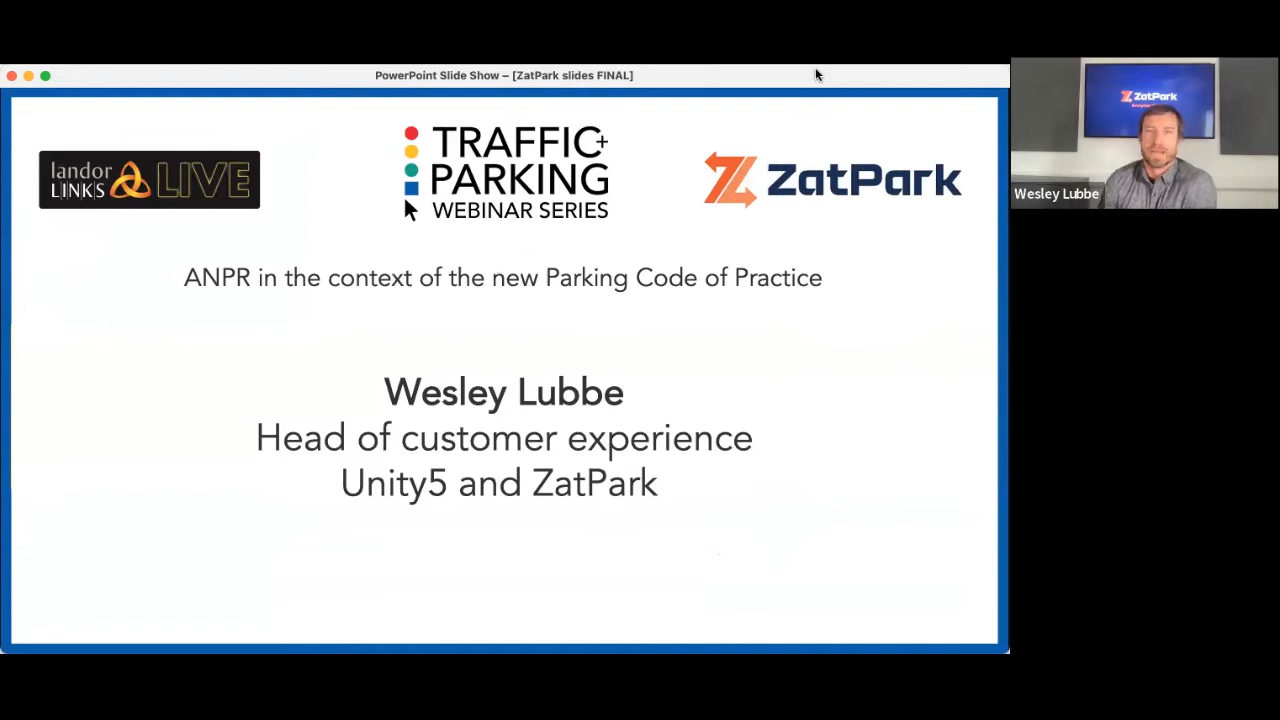 PowerPoint Slide Show – [ZatPark slides FINAL]
landor
LINKS
LIVE
TRAFFIC+
PARKING
WEBINAR SERIES
ZatPark
ANPR in the context of the new Parking Code of Practice
Wesley Lubbe
Head of customer experience
Unity5 and ZatPark
ZatPark
Wesley Lubbe